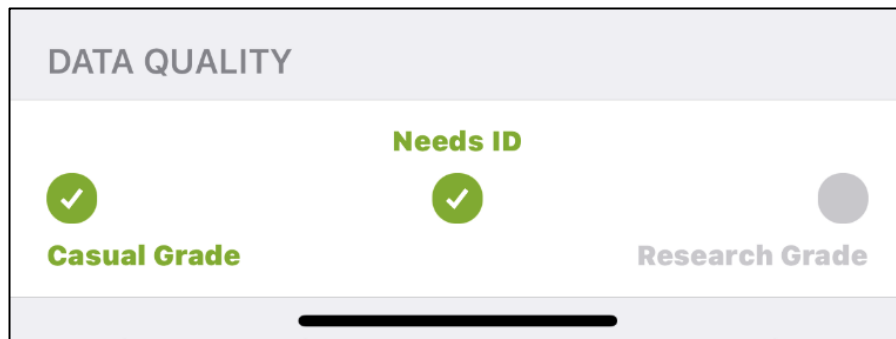 DATA QUALITY
Needs ID
Casual Grade
Research Grade